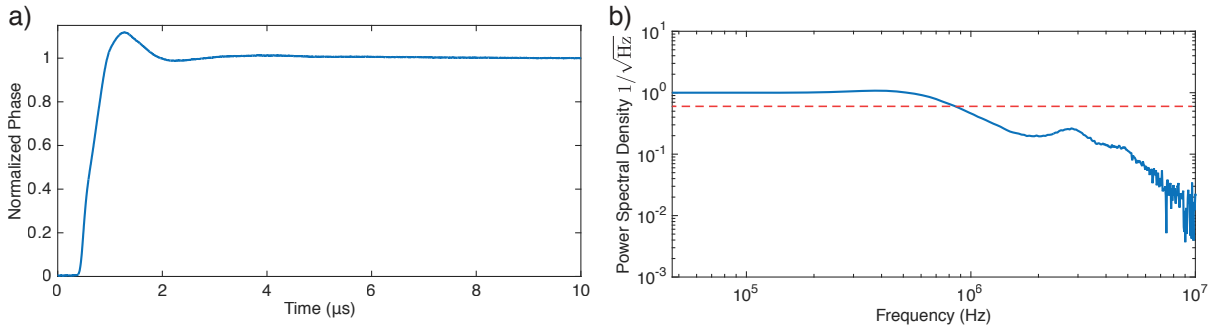 a)
Normalized Phase
1
0.8
0.6
0.4
0.2
0
0 2 4 6 8 10
Time (μs)
b)
Power Spectral Density 1/√Hz
10¹
10⁰
10⁻¹
10⁻²
10⁻³
10⁵ 10⁶ 10⁷
Frequency (Hz)